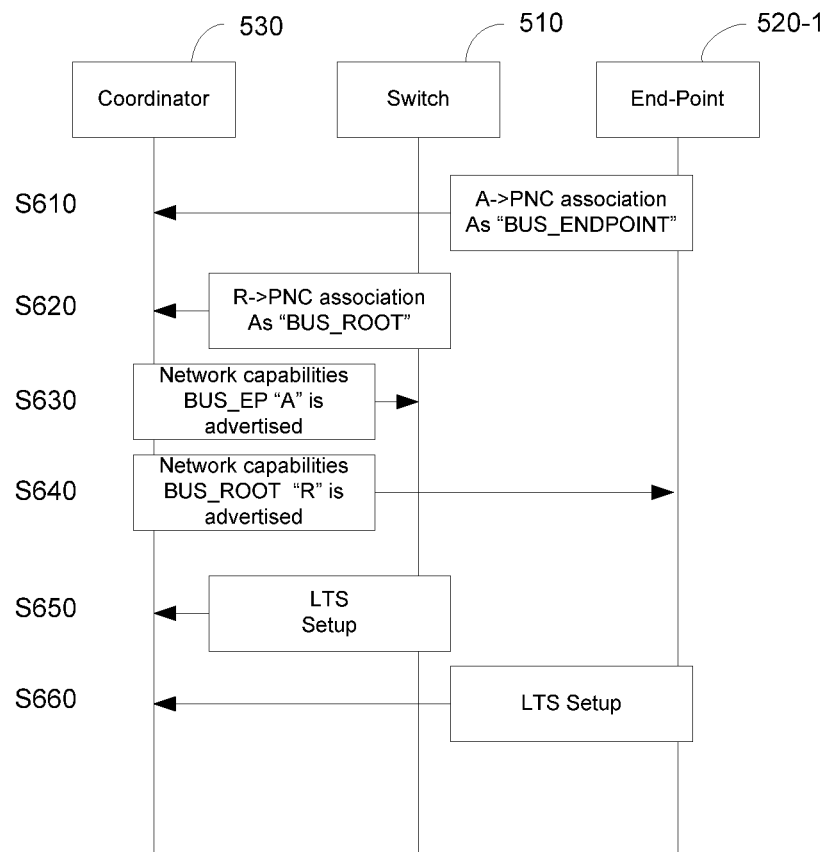 530
510
520-1
Coordinator
Switch
End-Point
S610
A->PNC association
As “BUS_ENDPOINT”
S620
R->PNC association
As “BUS_ROOT”
S630
Network capabilities
BUS_EP “A” is
advertised
S640
Network capabilities
BUS_ROOT “R” is
advertised
S650
LTS
Setup
S660
LTS Setup